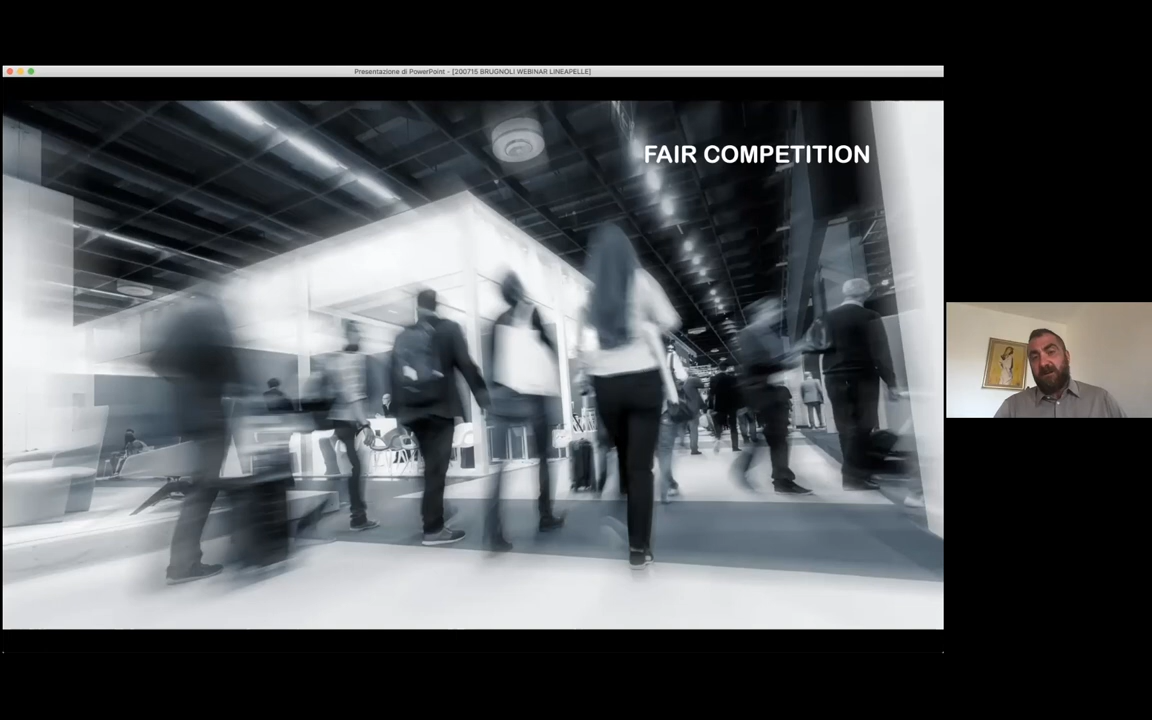 Presentazione di PowerPoint - [200715 BRUGNOLI WEBINAR LINEAPELLE]
FAIR COMPETITION